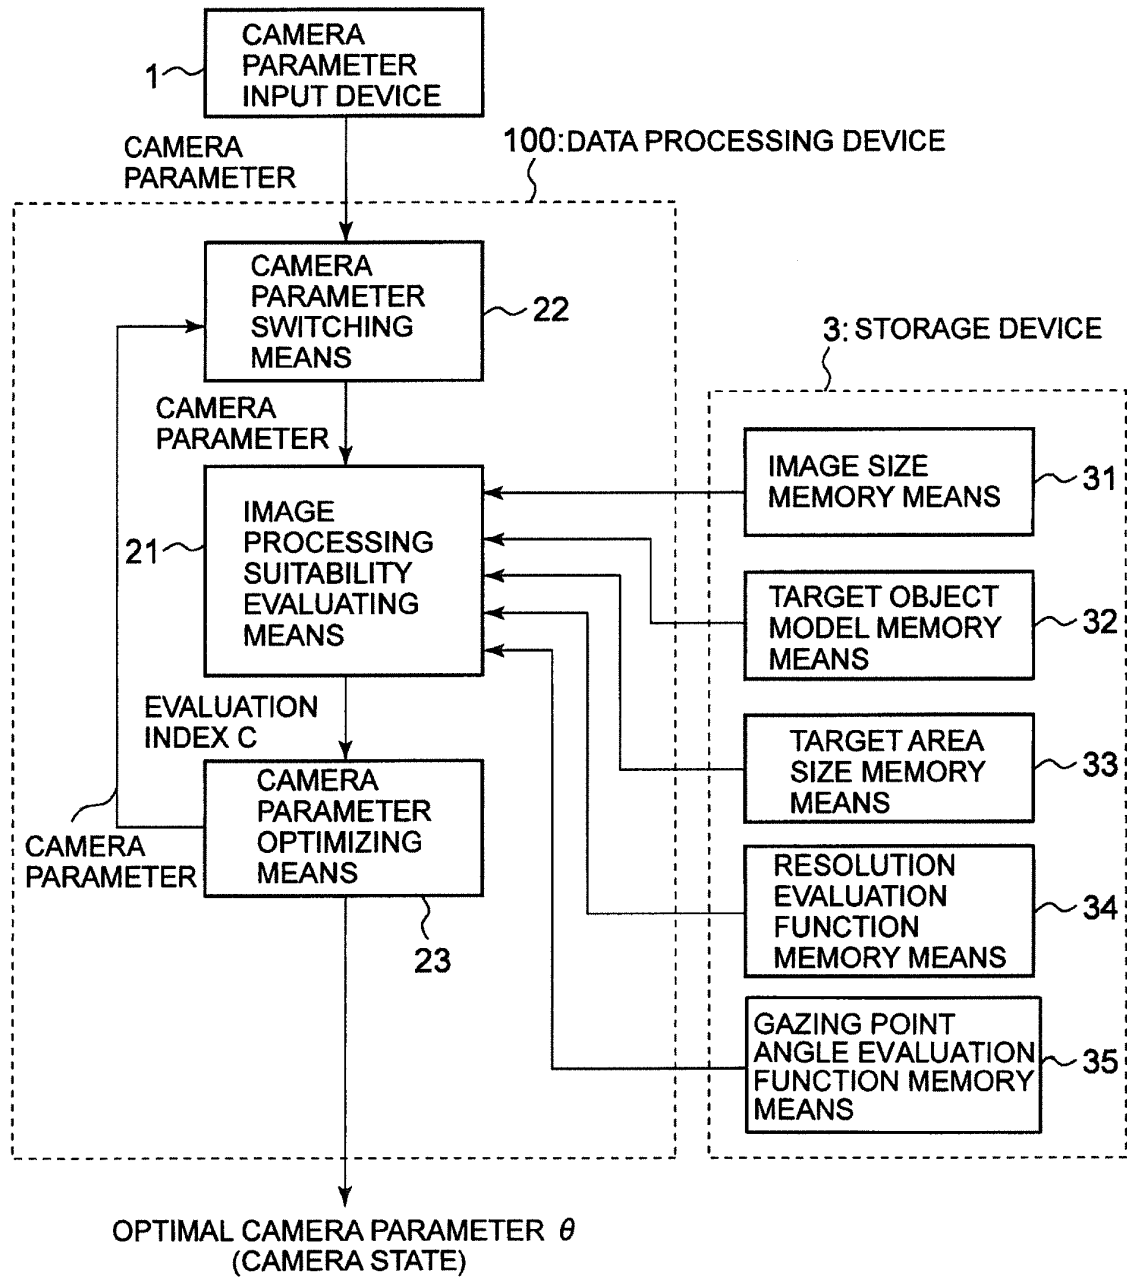 CAMERA
PARAMETER
INPUT DEVICE
1
CAMERA
PARAMETER
100:DATA PROCESSING DEVICE
CAMERA
PARAMETER
SWITCHING
MEANS
22
3:STORAGE DEVICE
CAMERA
PARAMETER
IMAGE
PROCESSING
SUITABILITY
EVALUATING
MEANS
21
IMAGE SIZE
MEMORY MEANS
31
TARGET OBJECT
MODEL MEMORY
MEANS
32
EVALUATION
INDEX C
TARGET AREA
SIZE MEMORY
MEANS
33
CAMERA
PARAMETER
OPTIMIZING
MEANS
23
CAMERA
PARAMETER
RESOLUTION
EVALUATION
FUNCTION
MEMORY MEANS
34
GAZING POINT
ANGLE EVALUATION
FUNCTION MEMORY
MEANS
35
OPTIMAL CAMERA PARAMETER θ
(CAMERA STATE)